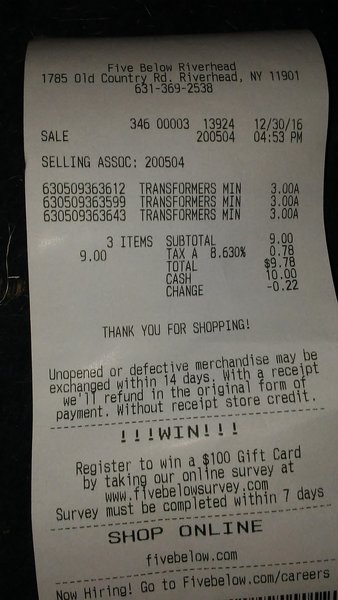 Five Below Riverhead
1785 Old Country Rd. Riverhead, NY 11901
631-369-2538
346 00003 13924 12/30/16
SALE 200504 04:53 PM
SELLING ASSOC: 200504
630509363612 TRANSFORMERS MIN 3.00A
630509363599 TRANSFORMERS MIN 3.00A
630509363643 TRANSFORMERS MIN 3.00A
3 ITEMS SUBTOTAL 9.00
9.00 TAX A 8.630% 0.78
TOTAL $9.78
CASH 10.00
CHANGE -0.22
THANK YOU FOR SHOPPING!
Unopened or defective merchandise may be
exchanged within 14 days. With a receipt
we'll refund in the original form of
payment. Without receipt store credit.
!!!WIN!!!
Register to win a $100 Gift Card
by taking our online survey at
www.fivebelowsurvey.com
Survey must be completed within 7 days
SHOP ONLINE
fivebelow.com
Now Hiring! Go to Fivebelow.com/careers